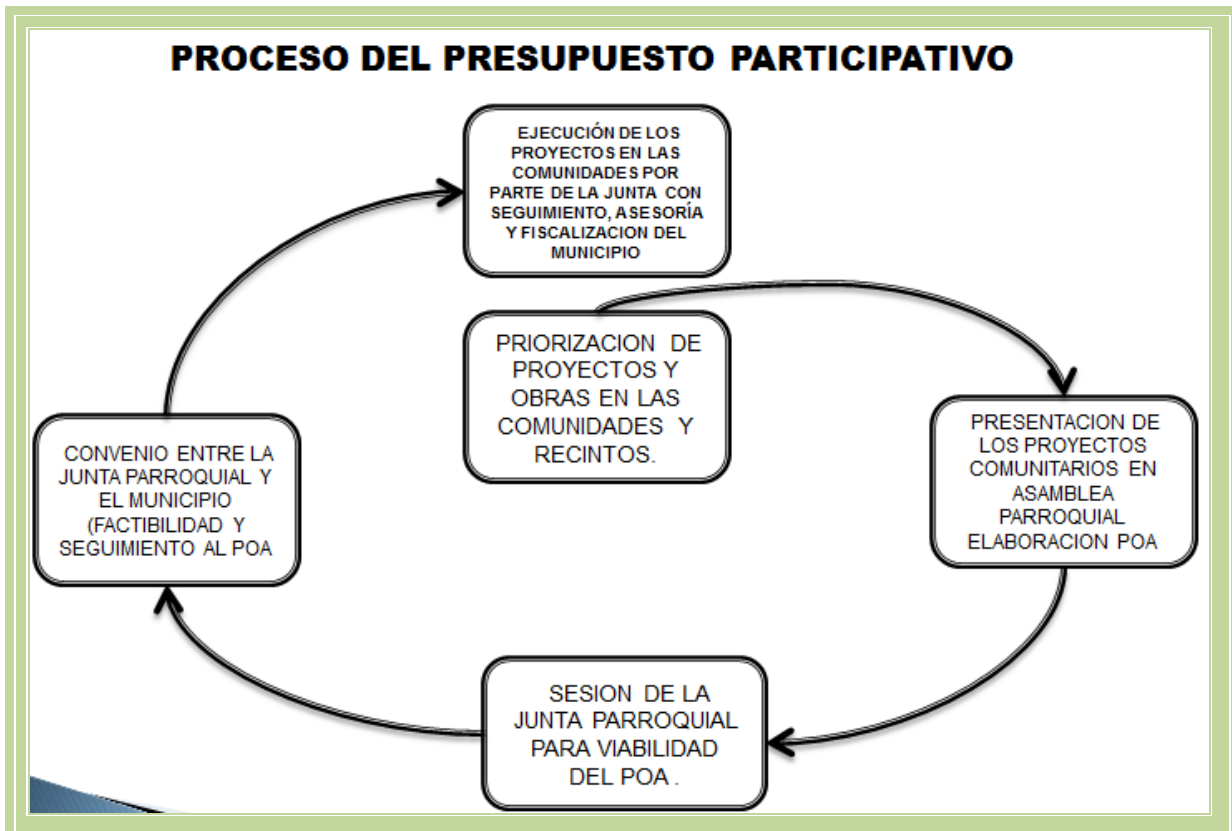 PROCESO DEL PRESUPUESTO PARTICIPATIVO
EJECUCIÓN DE LOS
PROYECTOS EN LAS
COMUNIDADES POR
PARTE DE LA JUNTA CON
SEGUIMIENTO, ASESORÍA
Y FISCALIZACION DEL
MUNICIPIO
PRIORIZACION DE
PROYECTOS Y
OBRAS EN LAS
COMUNIDADES Y
RECINTOS.
PRESENTACION DE
LOS PROYECTOS
COMUNITARIOS EN
ASAMBLEA
PARROQUIAL
ELABORACION POA
SESION DE LA
JUNTA PARROQUIAL
PARA VIABILIDAD
DEL POA .
CONVENIO ENTRE LA
JUNTA PARROQUIAL Y
EL MUNICIPIO
(FACTIBILIDAD Y
SEGUIMIENTO AL POA